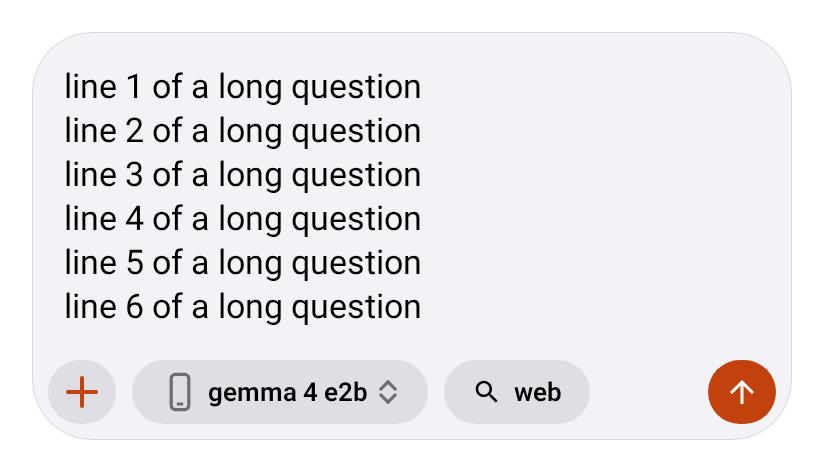 line 1 of a long question
line 2 of a long question
line 3 of a long question
line 4 of a long question
line 5 of a long question
line 6 of a long question
gemma 4 e2b
web